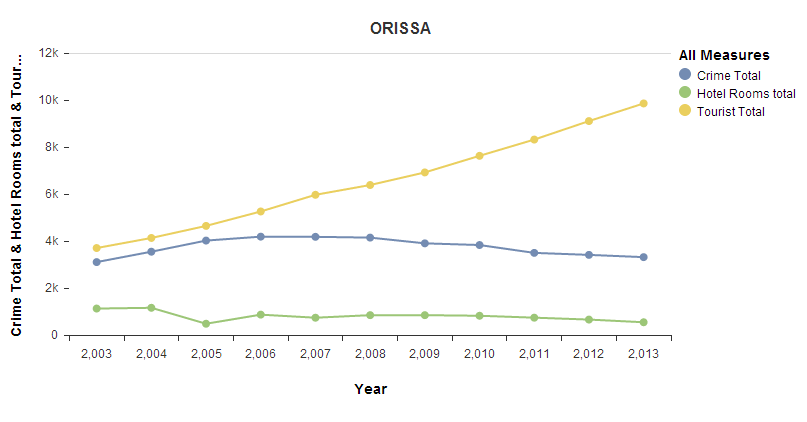 ORISSA
Crime Total & Hotel Rooms total & Tour...
12k
10k
8k
6k
4k
2k
0
2,003 2,004 2,005 2,006 2,007 2,008 2,009 2,010 2,011 2,012 2,013
Year
All Measures
Crime Total
Hotel Rooms total
Tourist Total